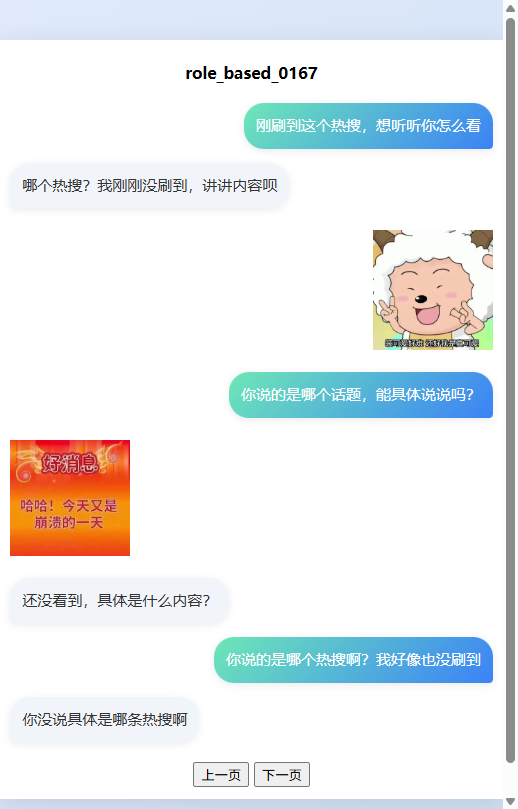 role_based_0167
刚刷到这个热搜，想听听你怎么看
哪个热搜？我刚刚没刷到，讲讲内容呗
你说的是哪个话题，能具体说说吗？
好消息
哈哈！今天又是
崩溃的一天
还没看到，具体是什么内容？
你说的是哪个热搜啊？我好像也没刷到
你没说具体是哪条热搜啊
上一页 下一页